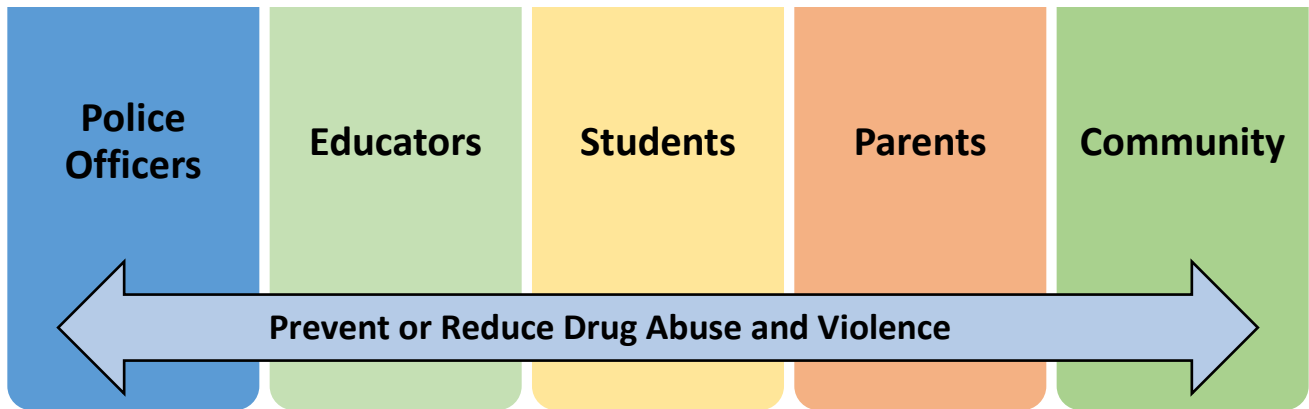 Police
Officers
Educators
Students
Parents
Community
Prevent or Reduce Drug Abuse and Violence